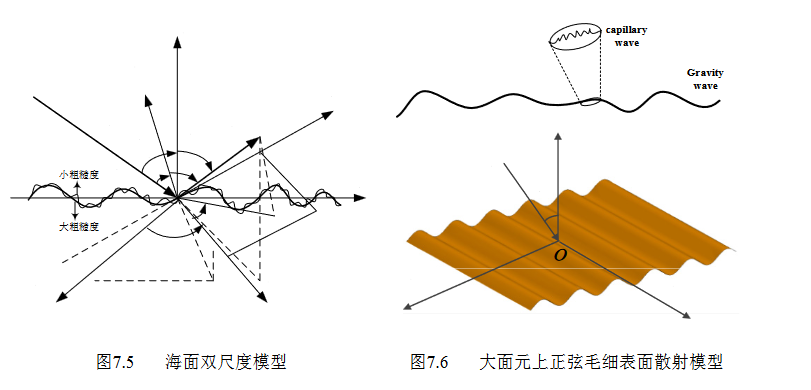 小粗糙度
大粗糙度
图7.5 海面双尺度模型
capillary
wave
Gravity
wave
O
图7.6 大面元上正弦毛细表面散射模型